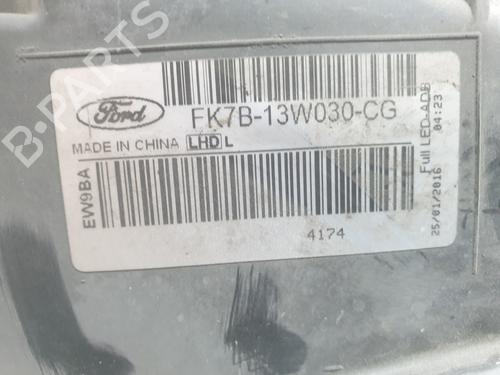 Ford
FK7B-13W030-CG
MADE IN CHINA LHD L
EW9BA
4174
Full LED-ADB
25/01/2016 04:23
B-PARTS